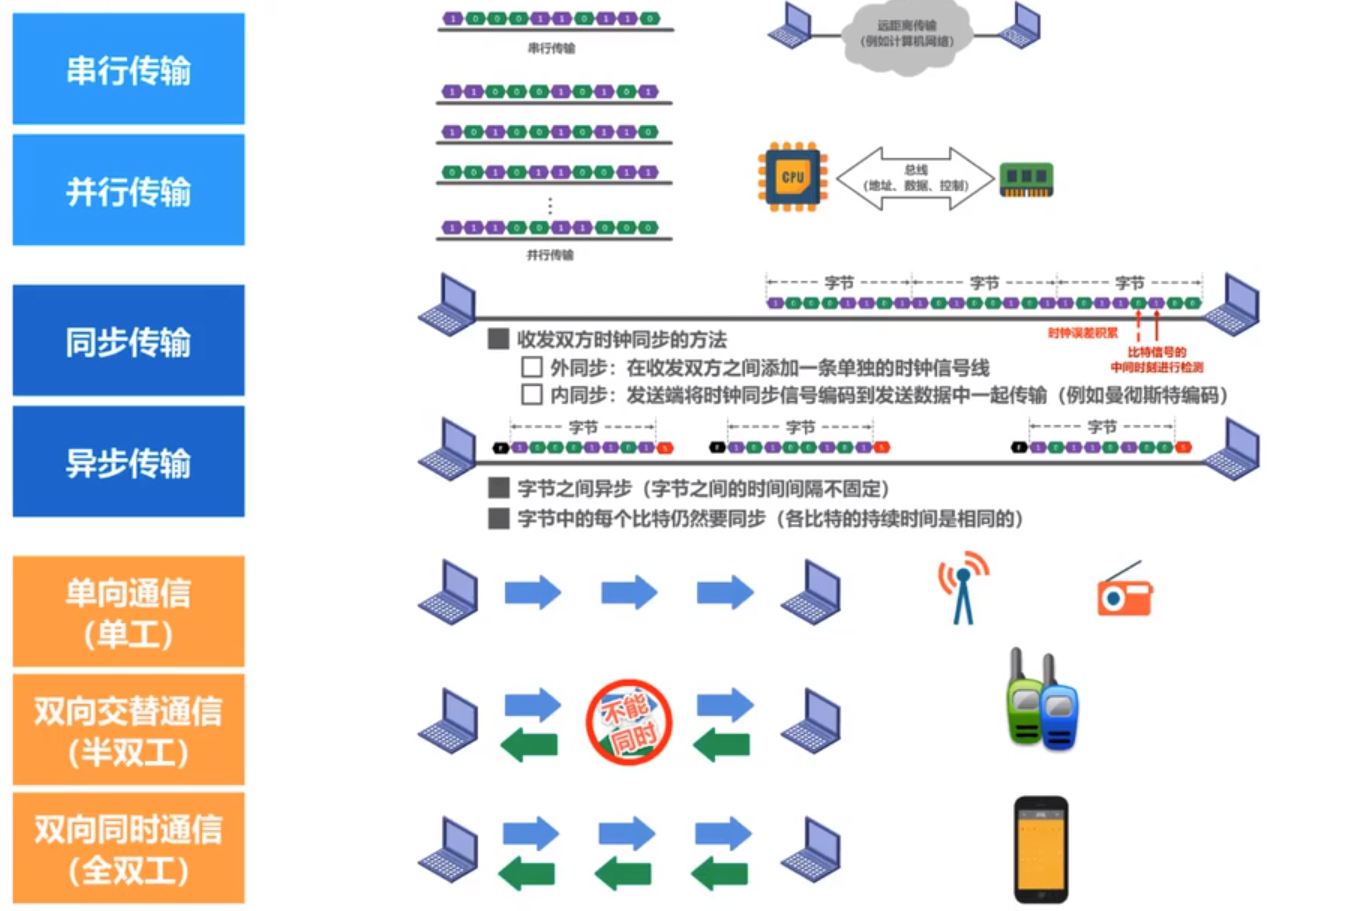 串行传输
1 0 0 0 1 1 0 1 1 0
串行传输
远距离传输
(例如计算机网络)
并行传输
1 1 0 0 0 1 0 1 0 1
1 0 1 0 0 1 0 1 1 0
0 0 1 0 1 1 0 0 1 1
1 1 1 0 0 1 1 0 0 0
并行传输
CPU
总线
(地址、数据、控制)
同步传输
字节 字节 字节
时钟误差积累
比特信号的
中间时刻进行检测
收发双方时钟同步的方法
外同步：在收发双方之间添加一条单独的时钟信号线
内同步：发送端将时钟同步信号编码到发送数据中一起传输（例如曼彻斯特编码）
异步传输
字节 字节 字节
字节之间异步（字节之间的时间间隔不固定）
字节中的每个比特仍然要同步（各比特的持续时间是相同的）
单向通信
（单工）
双向交替通信
（半双工）
不能
同时
双向同时通信
（全双工）